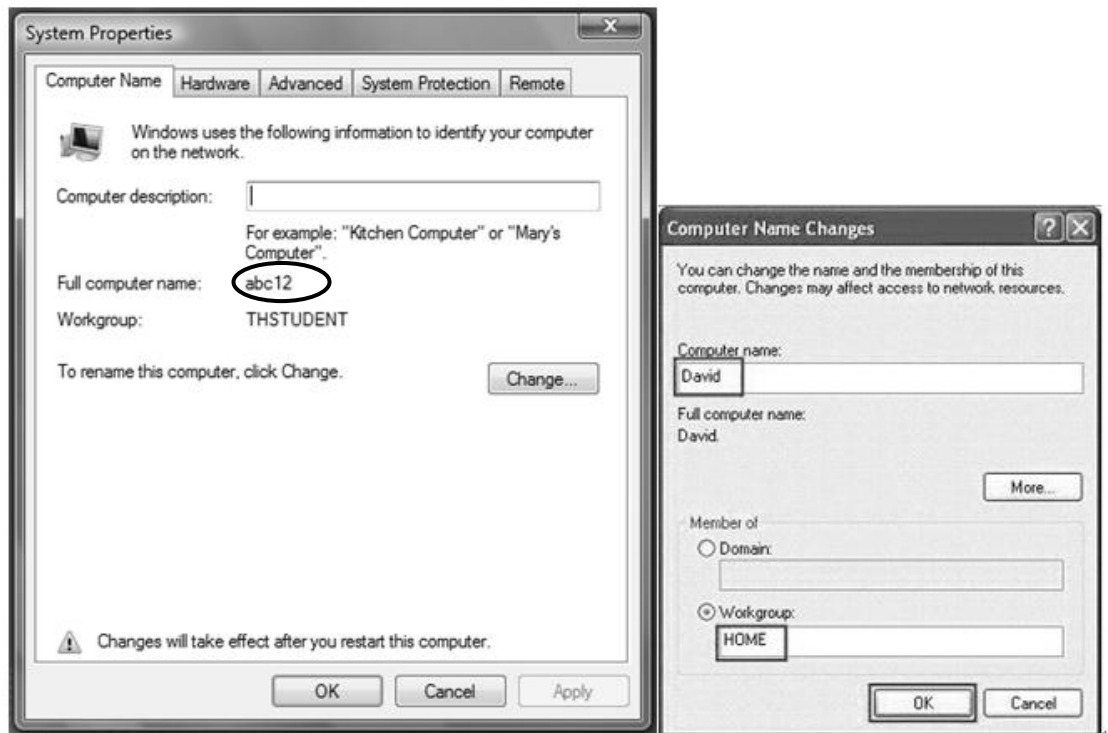 System Properties
Computer Name Hardware Advanced System Protection Remote
Windows uses the following information to identify your computer
on the network.
Computer description:
For example: "Kitchen Computer" or "Mary's
Computer".
Full computer name: abc12
Workgroup: THSTUDENT
To rename this computer, click Change.
Change...
Changes will take effect after you restart this computer.
OK Cancel Apply
Computer Name Changes
You can change the name and the membership of this
computer. Changes may affect access to network resources.
Computer name:
David
Full computer name:
David.
More...
Member of
Domain:
Workgroup:
HOME
OK Cancel